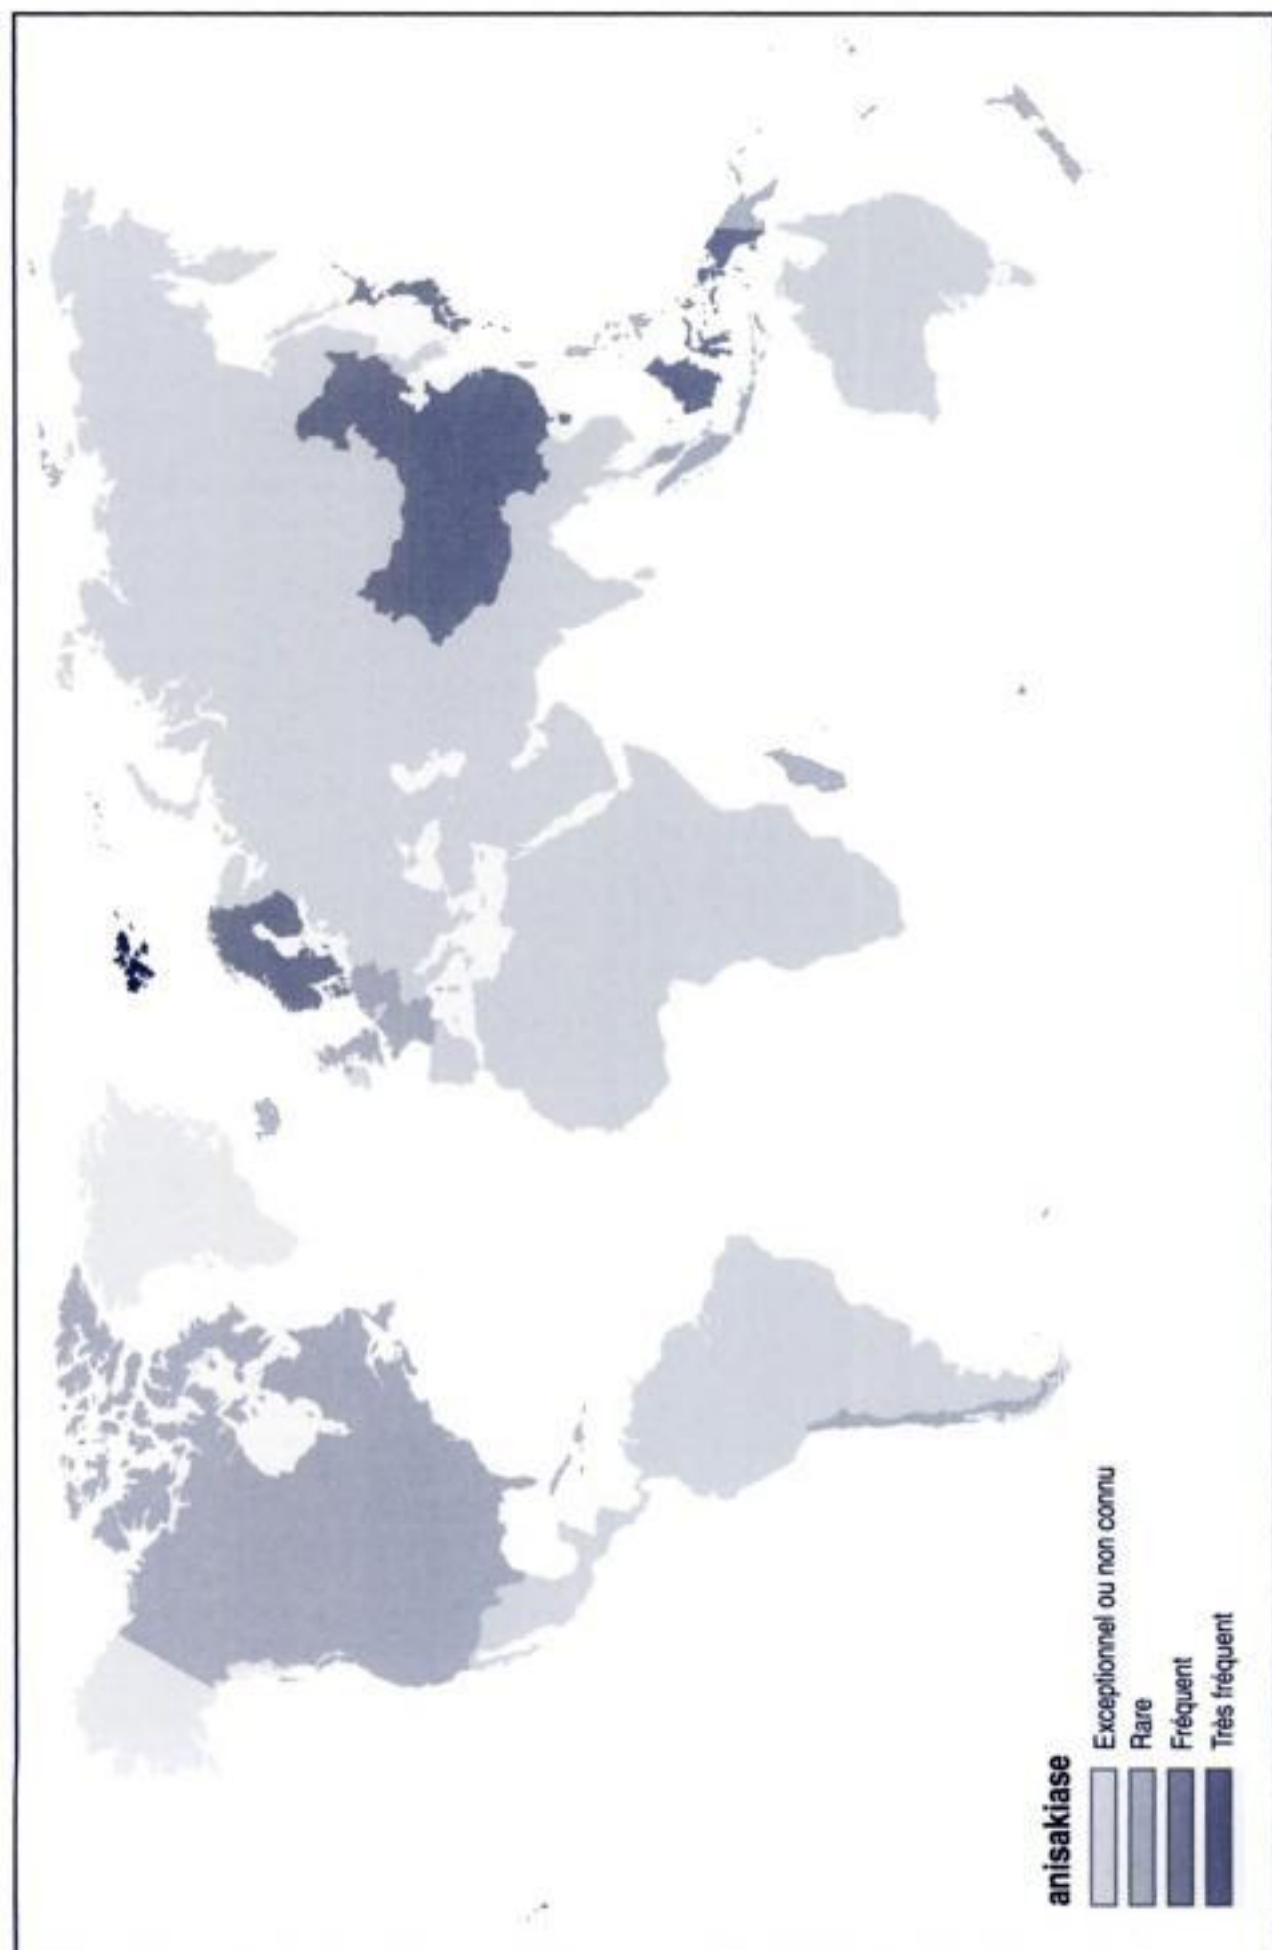 anisakiase
Exceptionnel ou non connu
Rare
Fréquent
Très fréquent